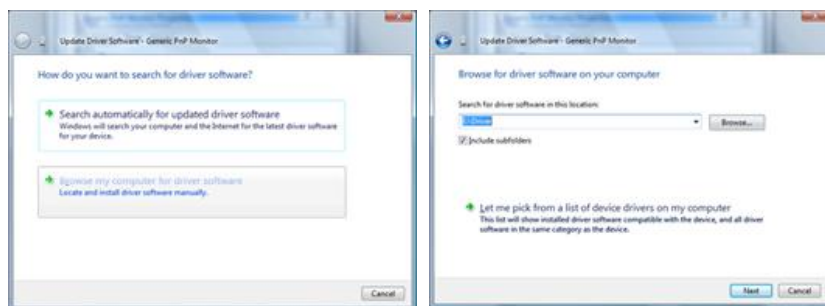 Update Driver Software - Generic PnP Monitor
How do you want to search for driver software?
Search automatically for updated driver software
Windows will search your computer and the Internet for the latest driver software
for your device.
Browse my computer for driver software
Locate and install driver software manually.
Cancel
Update Driver Software - Generic PnP Monitor
Browse for driver software on your computer
Search for driver software in this location:
Browse...
Include subfolders
Let me pick from a list of device drivers on my computer
This list will show installed driver software compatible with the device, and all driver
software in the same category as the device.
Next
Cancel